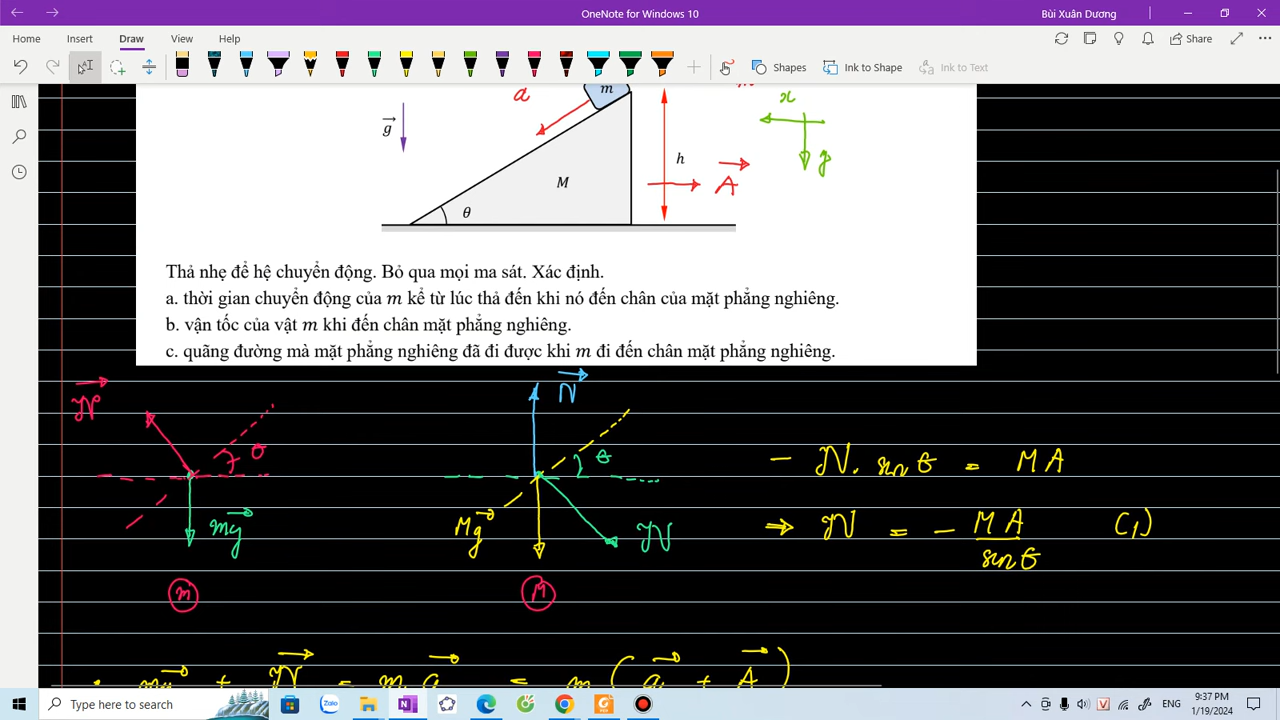 OneNote for Windows 10
Bùi Xuân Dương
Home Insert Draw View Help
Share
Shapes
Ink to Shape
Ink to Text
a
m
x
g
h
M
A
y
θ
Thả nhẹ để hệ chuyển động. Bỏ qua mọi ma sát. Xác định.
a. thời gian chuyển động của m kể từ lúc thả đến khi nó đến chân của mặt phẳng nghiêng.
b. vận tốc của vật m khi đến chân mặt phẳng nghiêng.
c. quãng đường mà mặt phẳng nghiêng đã đi được khi m đi đến chân mặt phẳng nghiêng.
N
N
θ
θ
- N. sinθ = MA
mg
Mg
N
⇒ N = - MA / sinθ (1)
m
M
mg + N = m a = m ( a + A )
Type here to search
Zalo
ENG
9:37 PM
1/19/2024